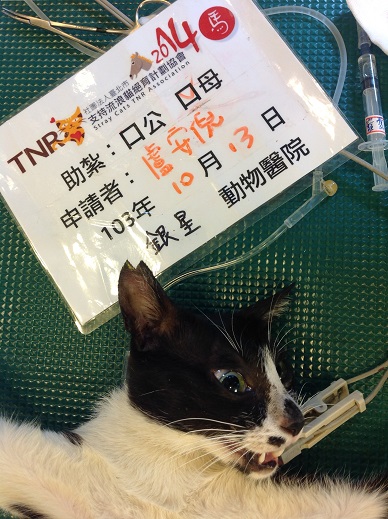 2014 馬
社團法人臺北市
支持流浪貓絕育計劃協會
TNR Stray Cats TNR Association
助紮：口公 口母
申請者：盧安倪
103年 10月 13日
銀星 動物醫院